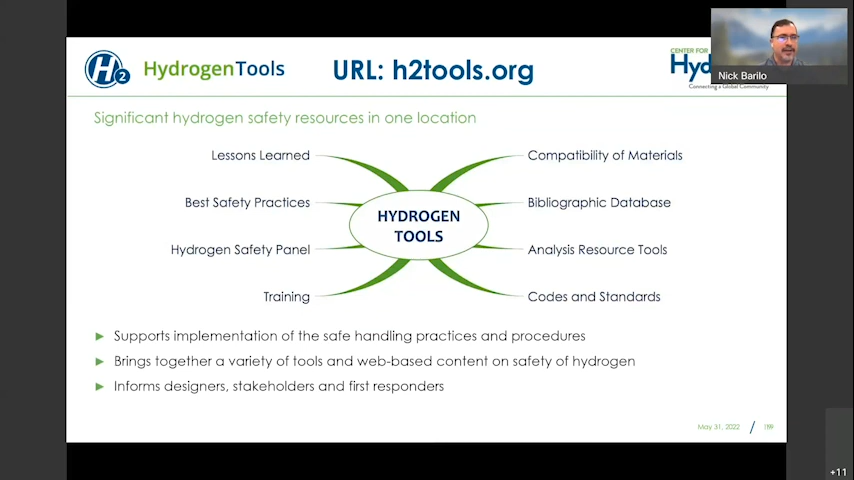 H2 HydrogenTools
URL: h2tools.org
CENTER FOR
Hyd
Connecting a Global Community
Nick Barilo
Significant hydrogen safety resources in one location
Lessons Learned
Compatibility of Materials
Best Safety Practices
Bibliographic Database
HYDROGEN
TOOLS
Hydrogen Safety Panel
Analysis Resource Tools
Training
Codes and Standards
Supports implementation of the safe handling practices and procedures
Brings together a variety of tools and web-based content on safety of hydrogen
Informs designers, stakeholders and first responders
May 31, 2022
+11